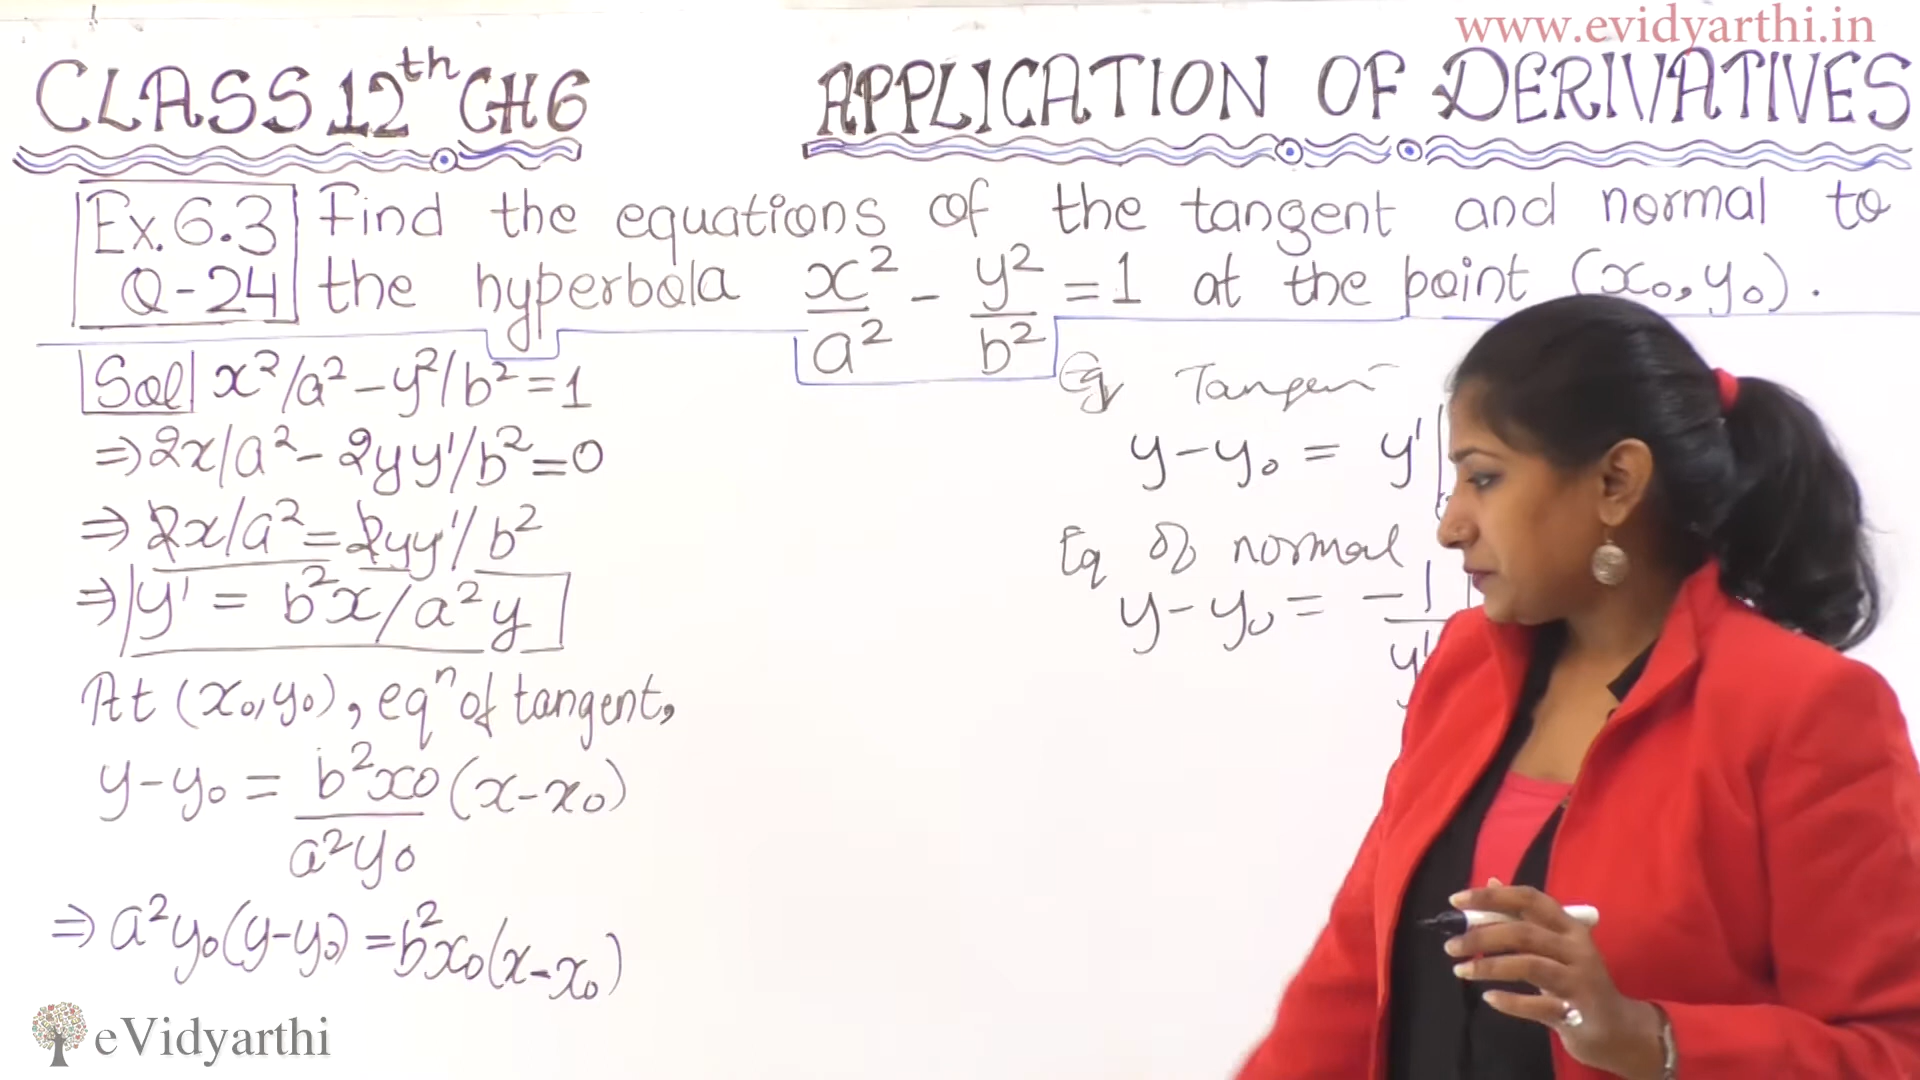 www.evidyarthi.in
CLASS 12th CH6 APPLICATION OF DERIVATIVES
Ex. 6.3 Find the equations of the tangent and normal to
Q-24 the hyperbola x²/a² - y²/b² = 1 at the point (x₀, y₀).
Sol x²/a² - y²/b² = 1
⇒ 2x/a² - 2yy'/b² = 0
⇒ 2x/a² = 2yy'/b²
⇒ y' = b²x/a²y
At (x₀, y₀), eqⁿ of tangent,
y - y₀ = b²x₀/a²y₀ (x - x₀)
⇒ a²y₀(y - y₀) = b²x₀(x - x₀)
Eq Tangent
y - y₀ = y'|
Eq of normal
y - y₀ = -1/y'
eVidyarthi